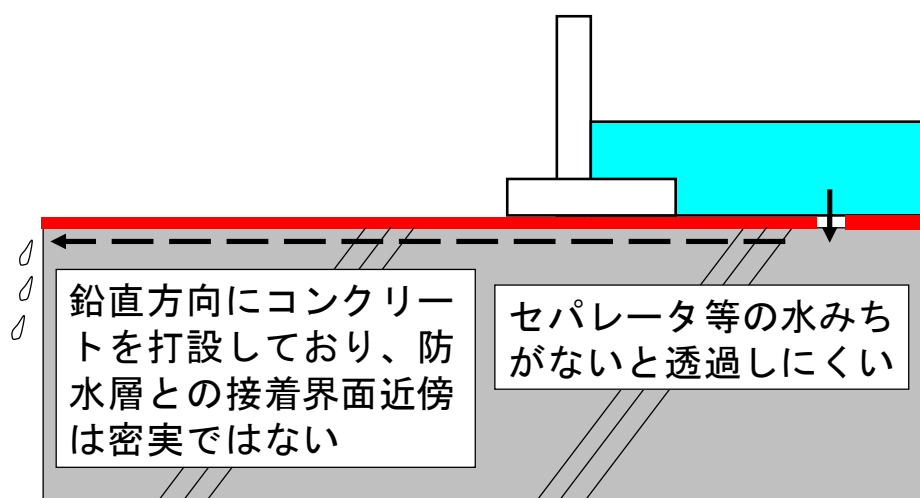 鉛直方向にコンクリー
トを打設しており、防
水層との接着界面近傍
は密実ではない
セパレータ等の水みち
がないと透過しにくい